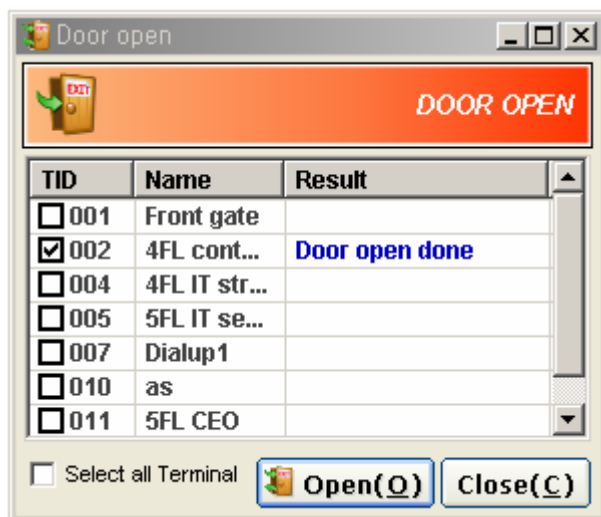 Door open
EXIT
DOOR OPEN
TID Name Result
001 Front gate
002 4FL cont... Door open done
004 4FL IT str...
005 5FL IT se...
007 Dialup1
010 as
011 5FL CEO
Select all Terminal Open(O) Close(C)